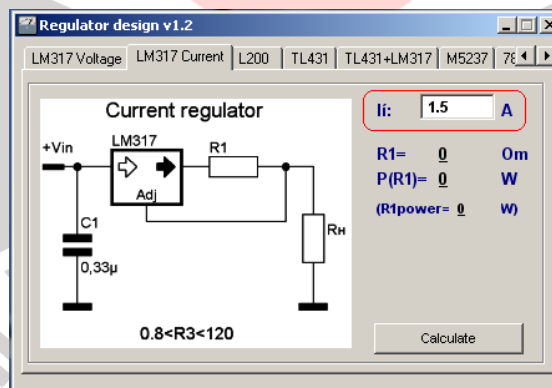 Regulator design v1.2
LM317 Voltage LM317 Current L200 TL431 TL431+LM317 M5237
Current regulator
+Vin
LM317
R1
Adj
C1
0,33µ
Rн
0.8<R3<120
Ií: 1.5 A
R1= 0 Om
P(R1)= 0 W
(R1power= 0 W)
Calculate